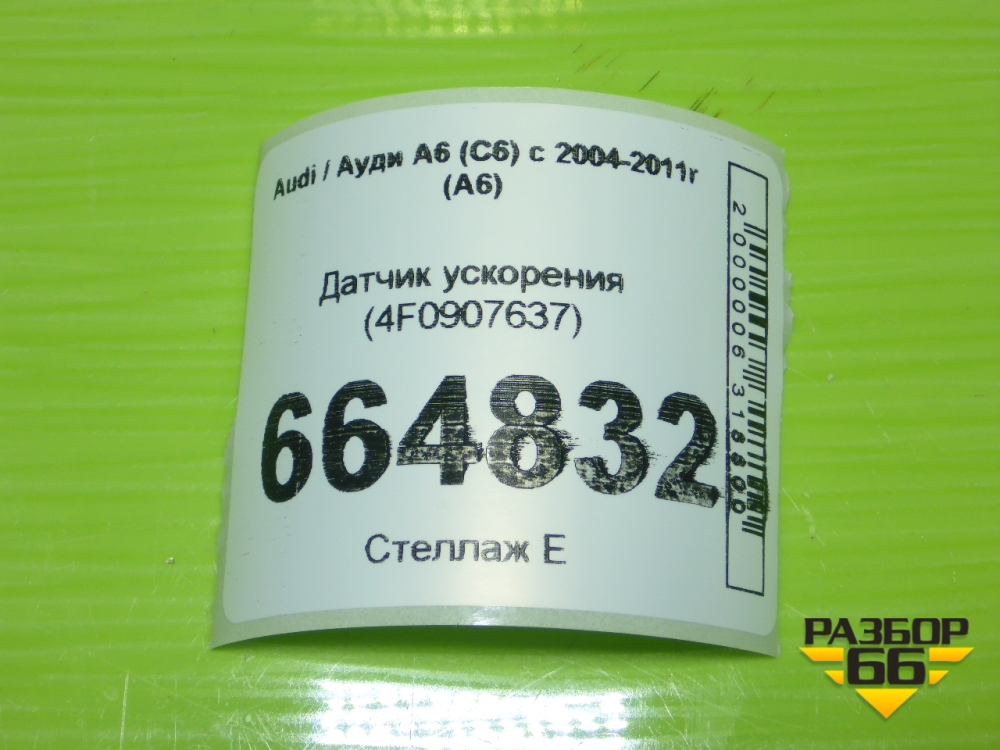 Audi / Ауди А6 (С6) с 2004-2011г
(А6)
Датчик ускорения
(4F0907637)
664832
Стеллаж Е
РАЗБОР
66